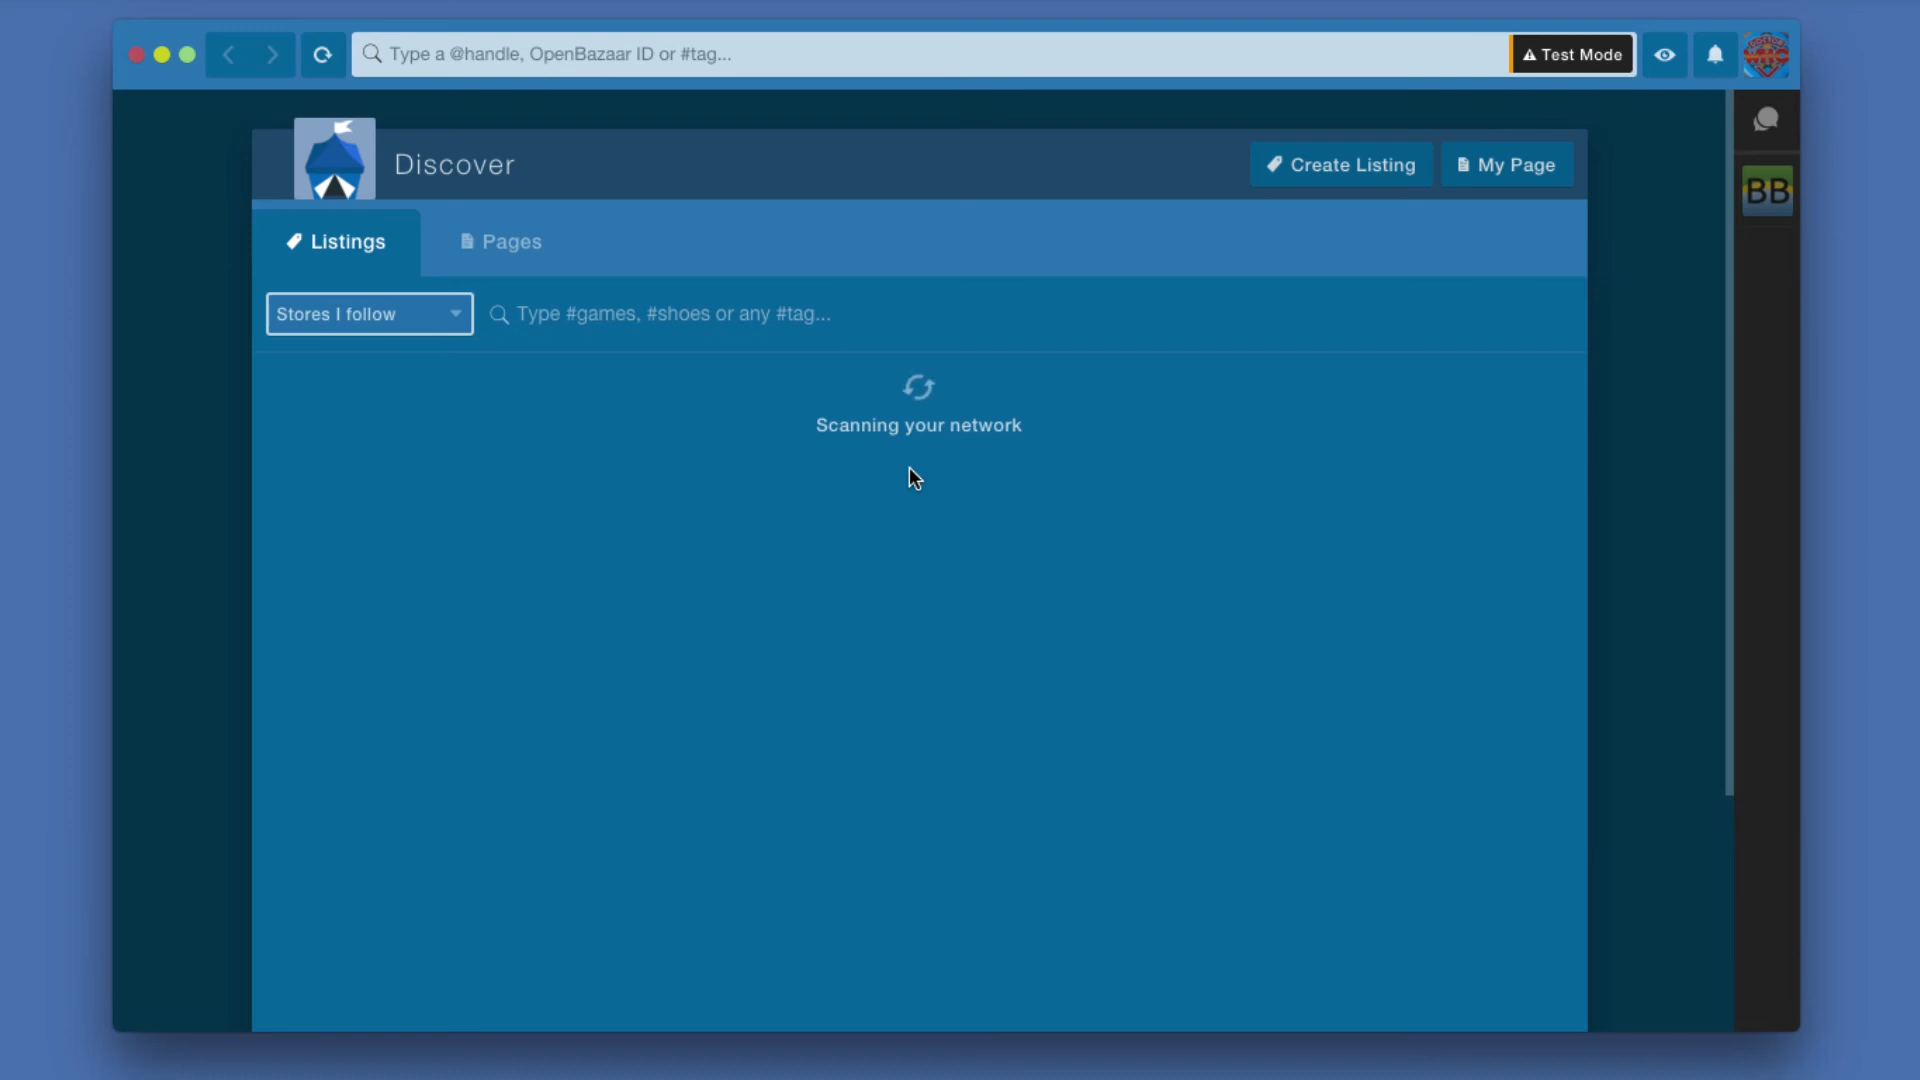 Type a @handle, OpenBazaar ID or #tag...
Test Mode
Discover
Create Listing
My Page
BB
Listings
Pages
Stores I follow
Type #games, #shoes or any #tag...
Scanning your network